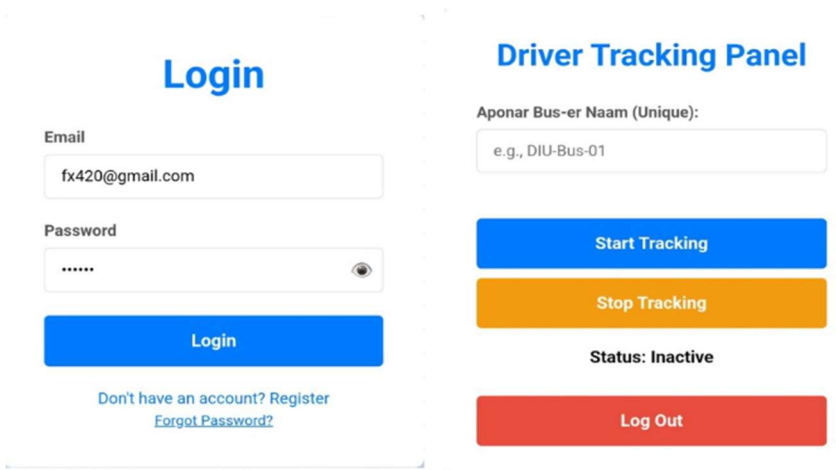 Login
Email
fx420@gmail.com
Password
••••••
Login
Don't have an account? Register
Forgot Password?
Driver Tracking Panel
Aponar Bus-er Naam (Unique):
e.g., DIU-Bus-01
Start Tracking
Stop Tracking
Status: Inactive
Log Out